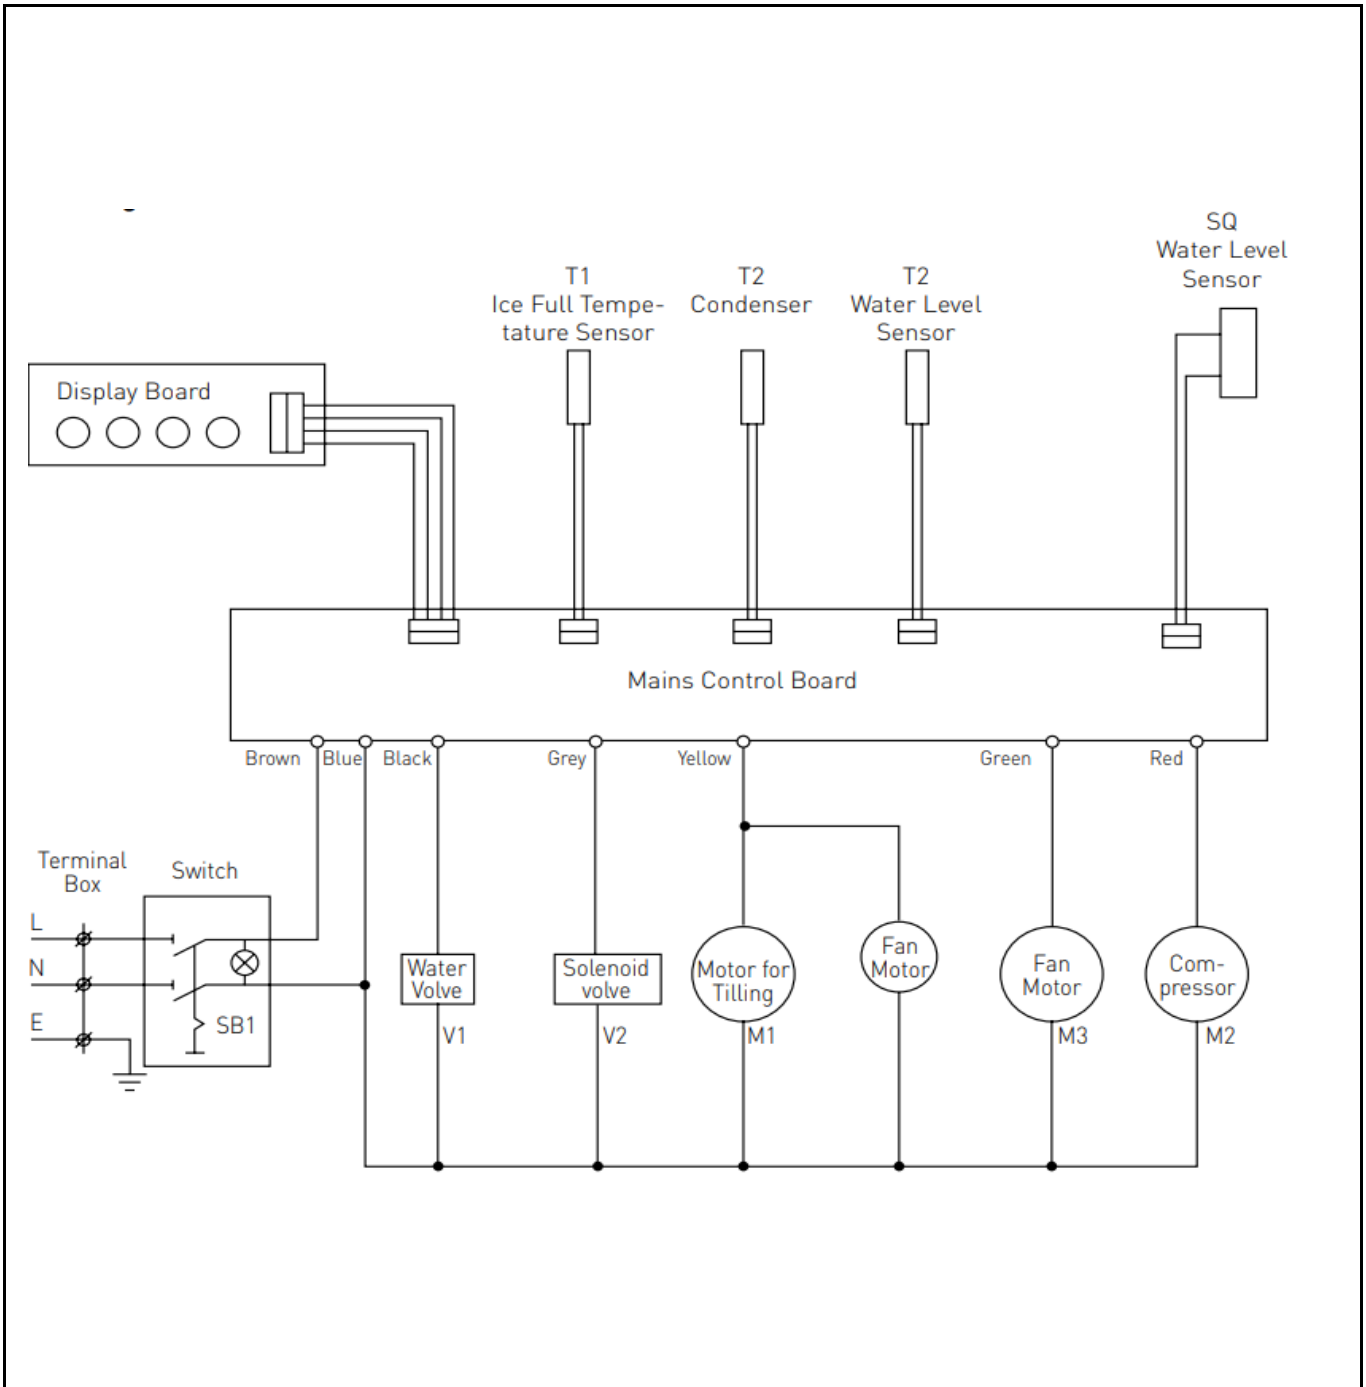 SQ
Water Level
Sensor
T1
Ice Full Tempe-
tature Sensor
T2
Condenser
T2
Water Level
Sensor
Display Board
Mains Control Board
Brown
Blue
Black
Grey
Yellow
Green
Red
Terminal
Box
Switch
L
N
E
SB1
Water
Volve
V1
Solenoid
volve
V2
Motor for
Tilling
M1
Fan
Motor
Fan
Motor
M3
Com-
pressor
M2